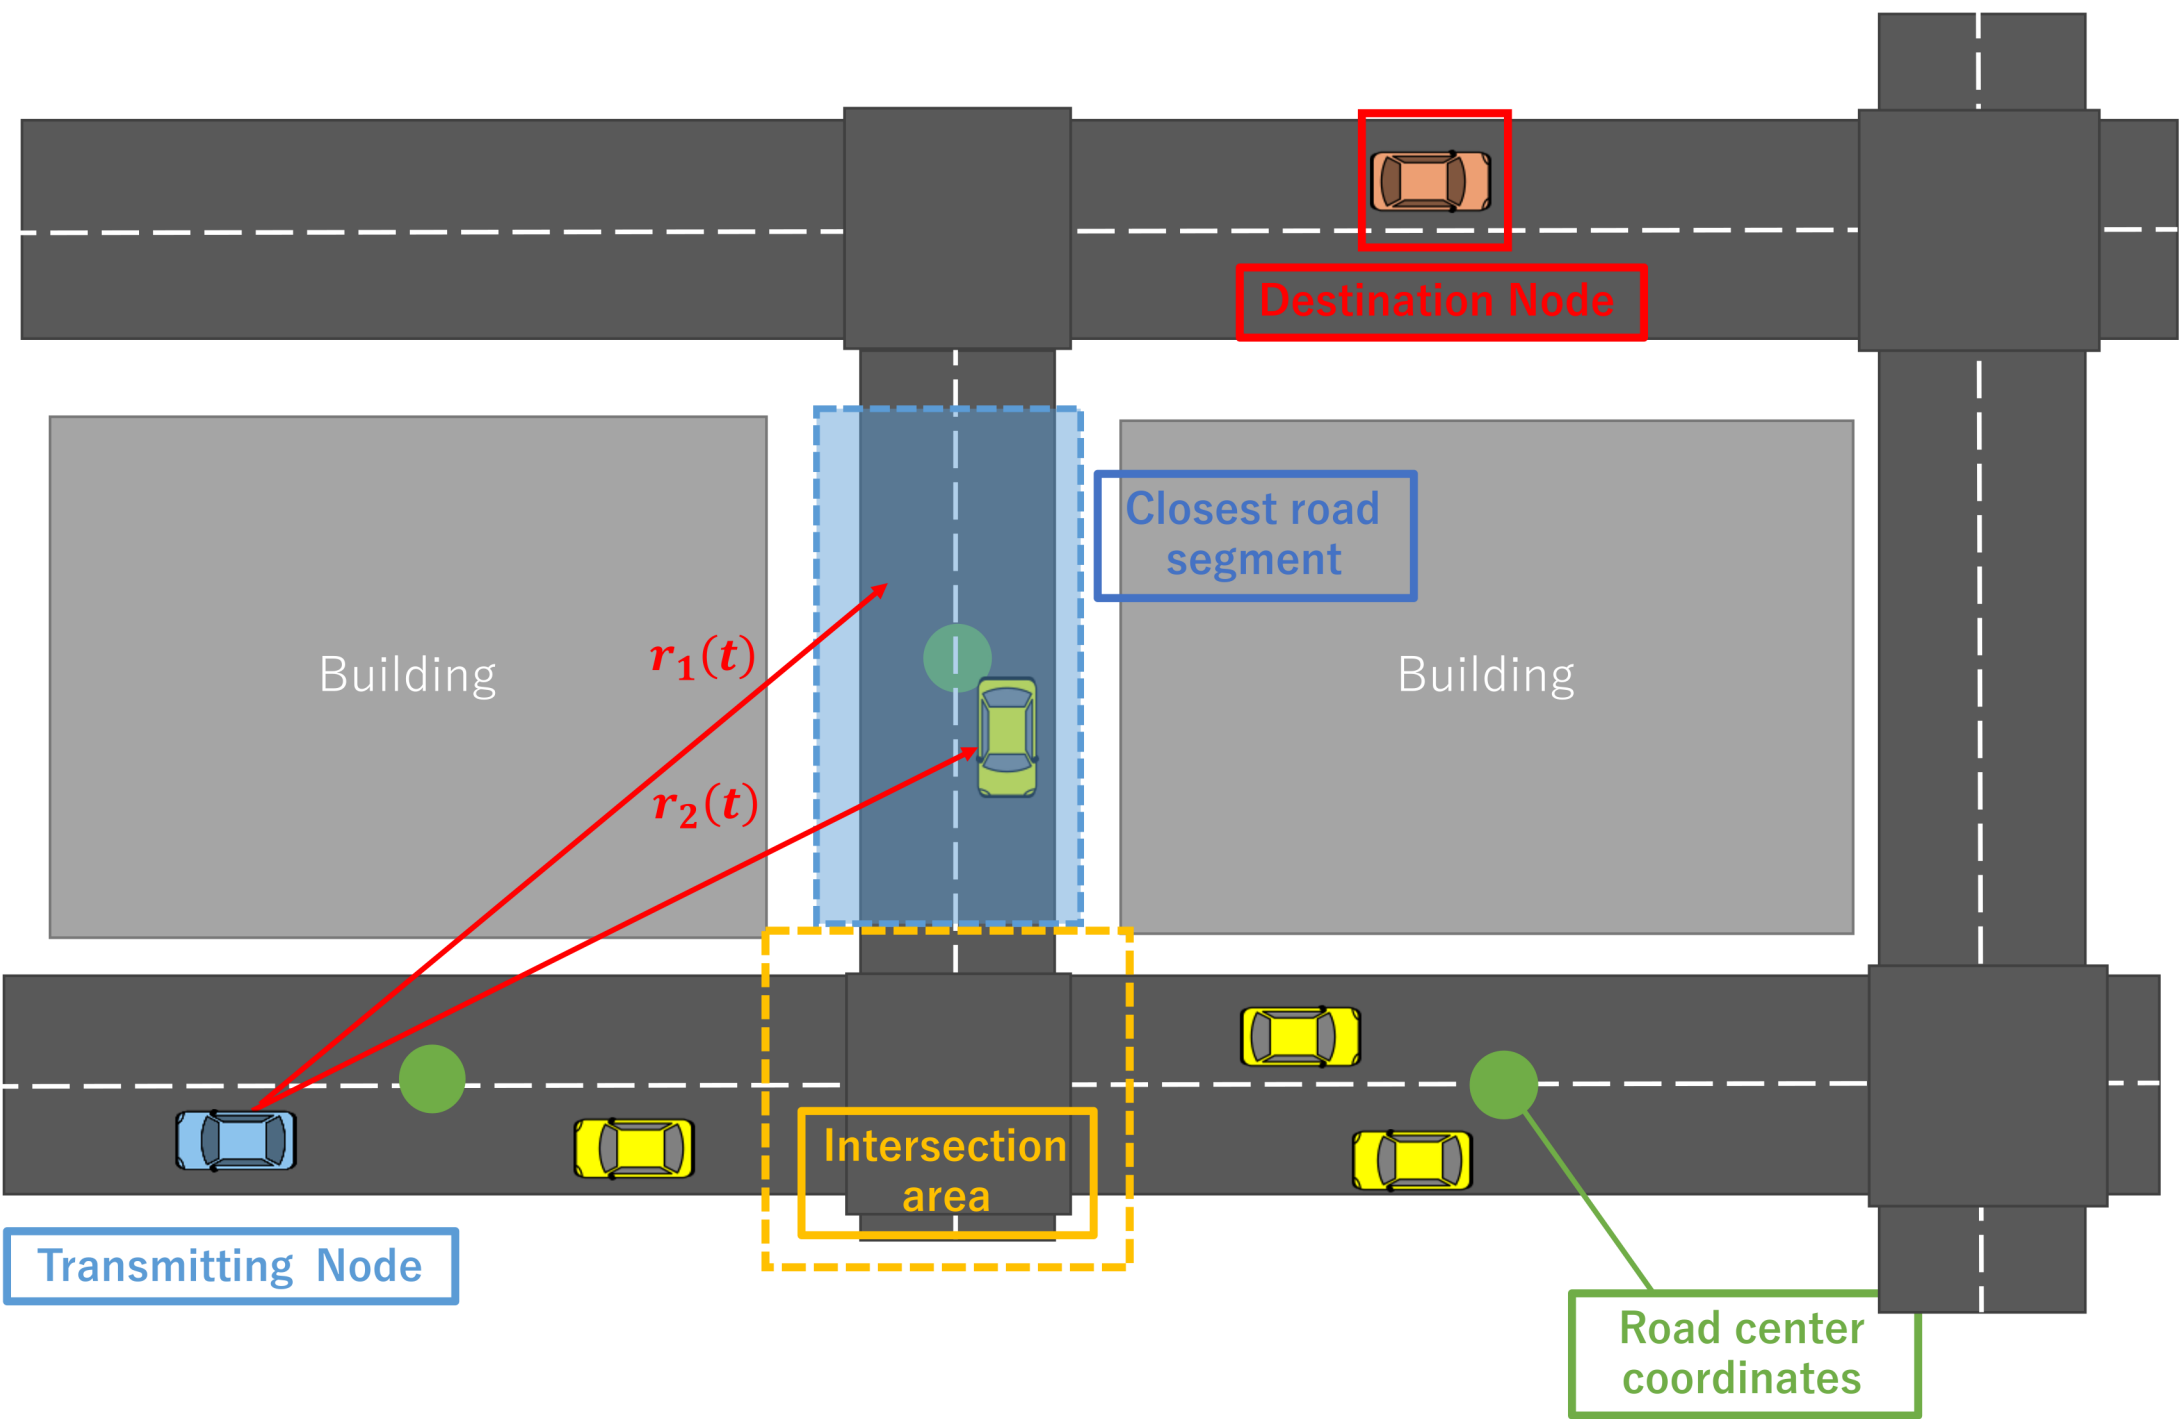 Destination Node
Closest road
segment
r₁(t)
Building
Building
r₂(t)
Intersection
area
Transmitting Node
Road center
coordinates